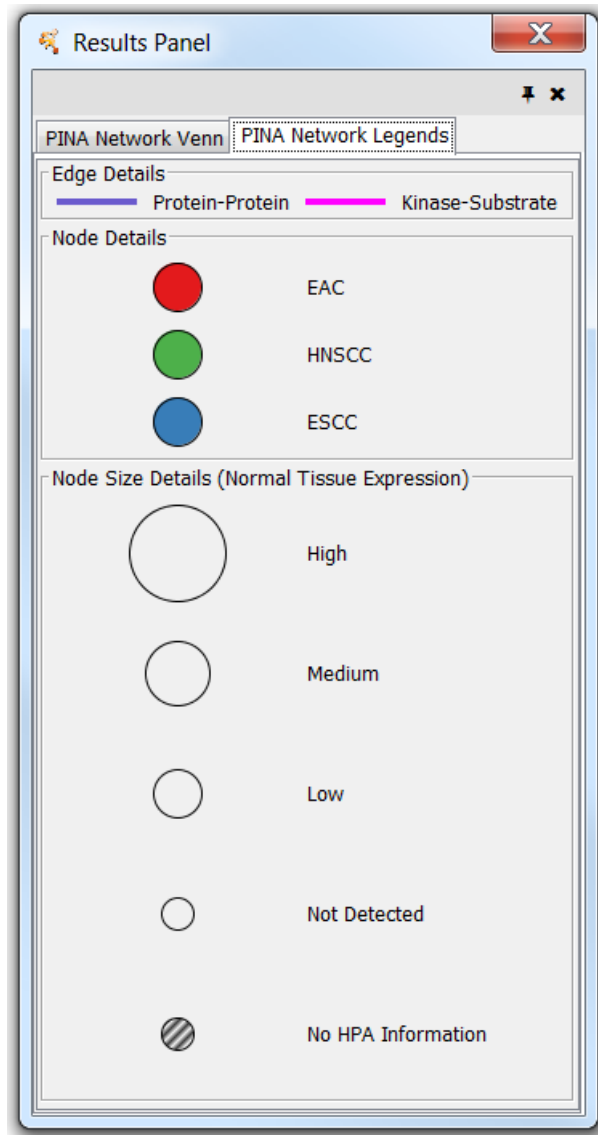 Results Panel
PINA Network Venn PINA Network Legends
Edge Details
Protein-Protein Kinase-Substrate
Node Details
EAC
HNSCC
ESCC
Node Size Details (Normal Tissue Expression)
High
Medium
Low
Not Detected
No HPA Information